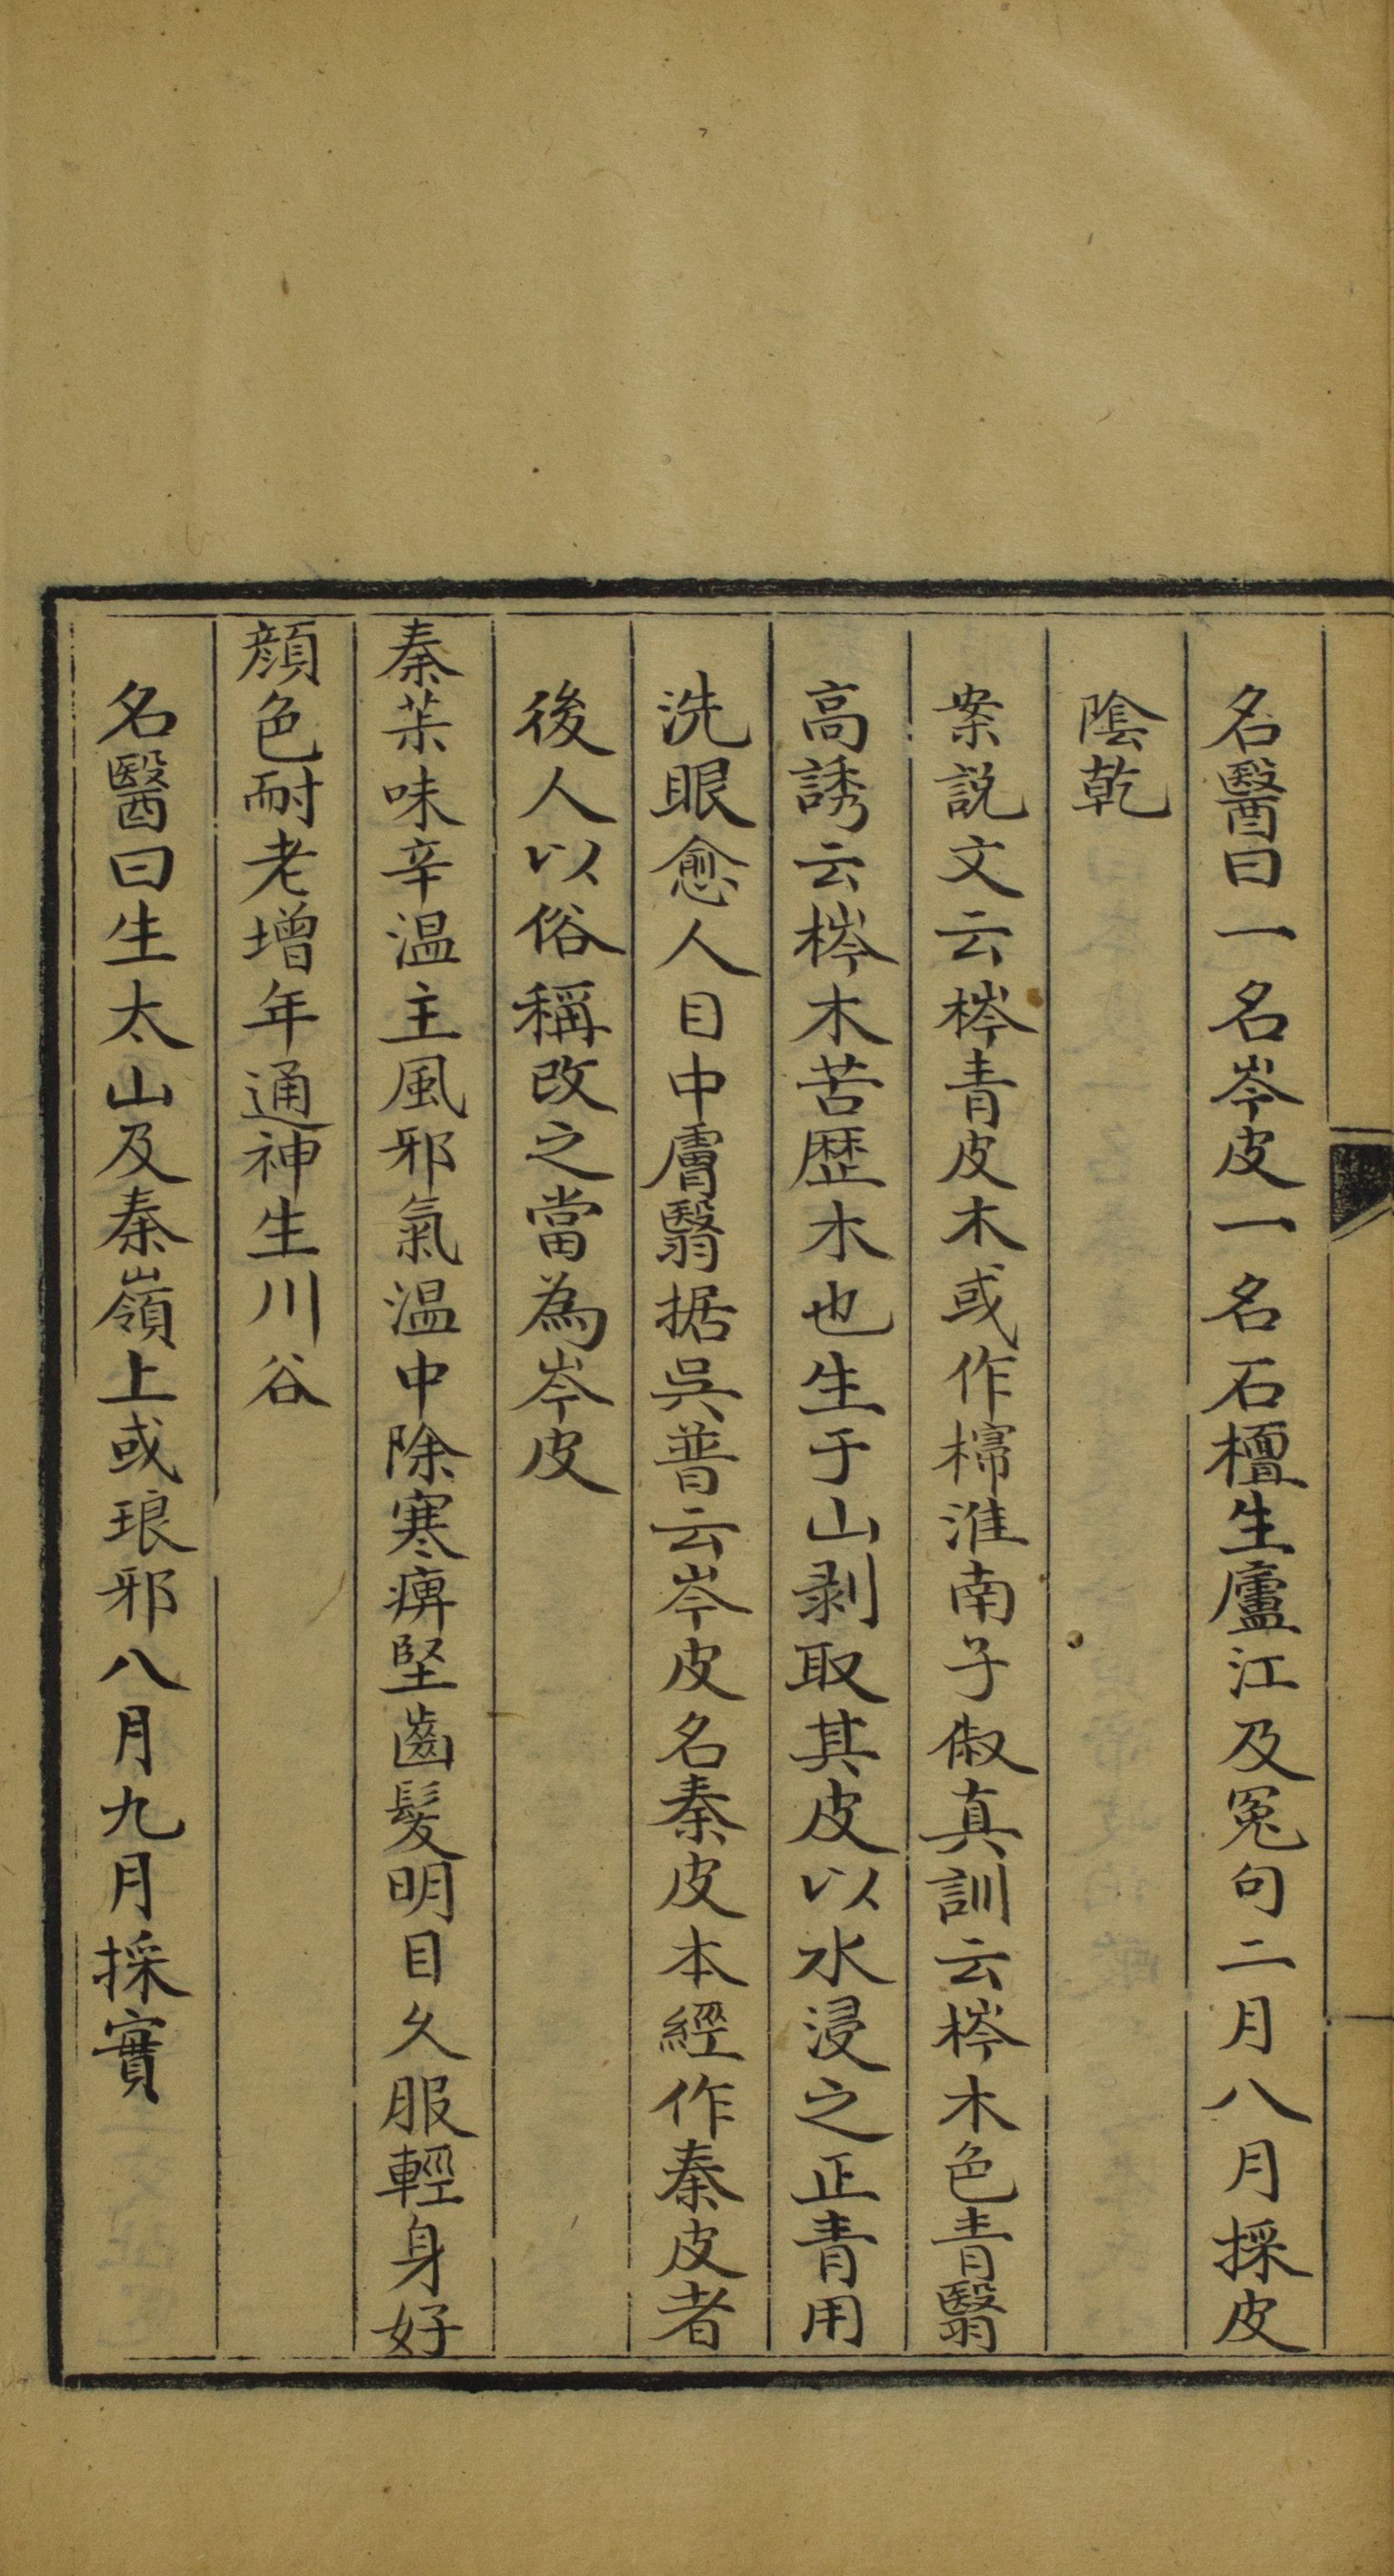 名醫曰一名岑皮一名石檀生廬江及冤句二月八月採皮
陰乾
案說文云梣青皮木或作㯕淮南子俶真訓云梣木色青翳
高誘云梣木苦歷木也生于山剥取其皮以水浸之正青用
洗眼愈人目中膚翳据吳普云岑皮名秦皮本經作秦皮者
後人以俗稱改之當為岑皮
秦茮味辛溫主風邪氣溫中除寒痹堅齒髮明目久服輕身好
顏色耐老增年通神生川谷
名醫曰生太山及秦嶺上或琅邪八月九月採實